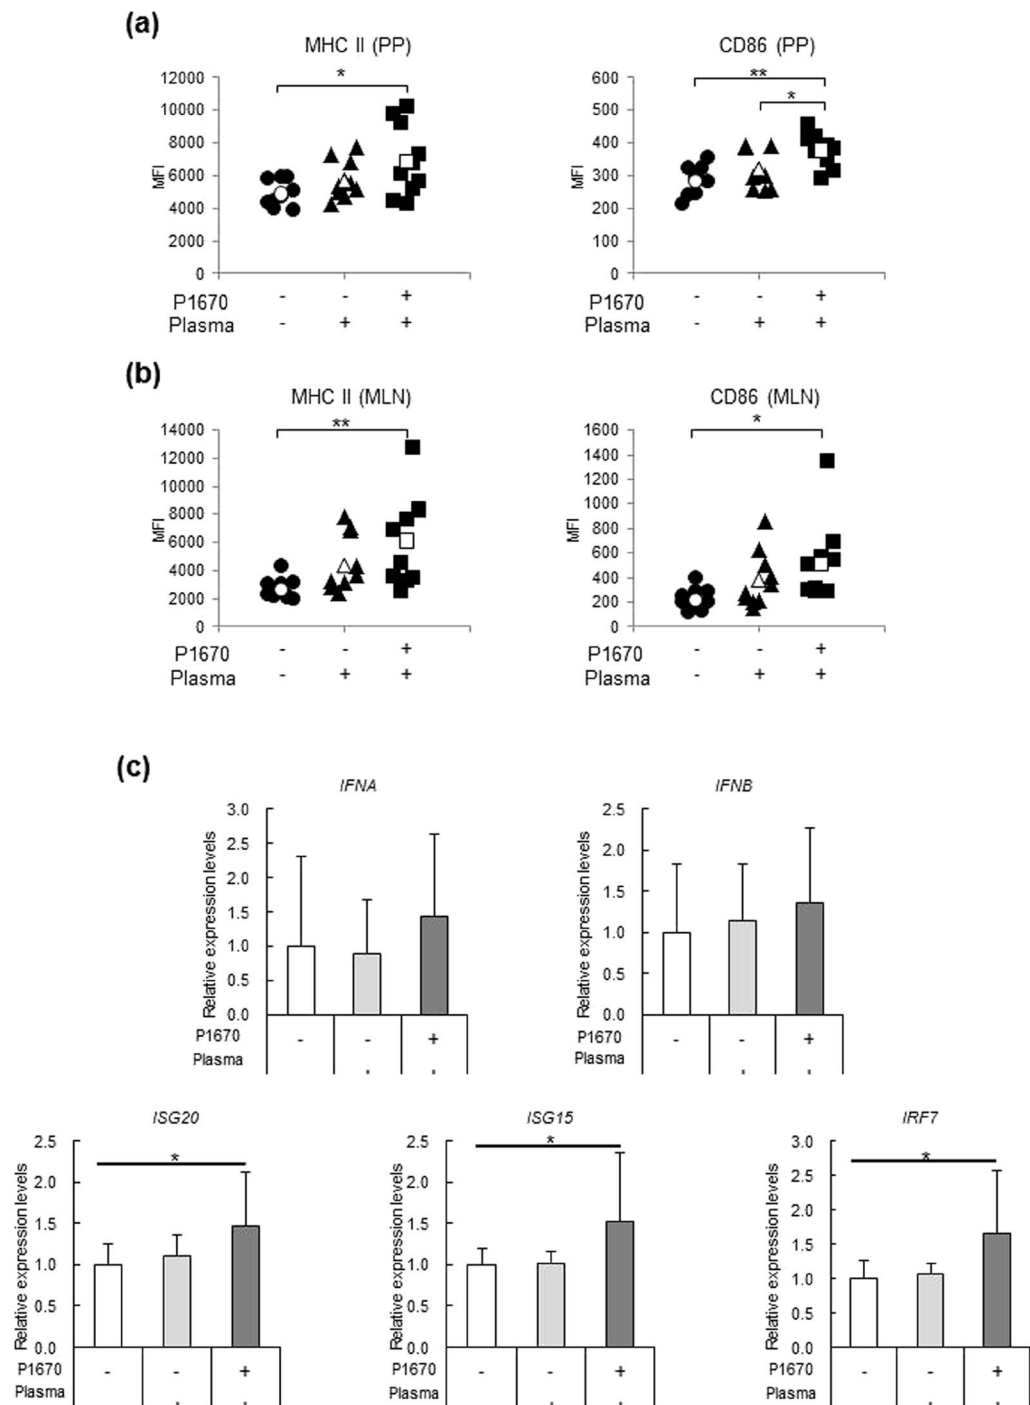 (a)
MHC II (PP) CD86 (PP)
* ** *
MFI 12000 10000 8000 6000 4000 2000 0
MFI 600 500 400 300 200 100 0
P1670 - - + P1670 - - +
Plasma - + + Plasma - + +
(b)
MHC II (MLN) CD86 (MLN)
** *
MFI 14000 12000 10000 8000 6000 4000 2000 0
MFI 1600 1400 1200 1000 800 600 400 200 0
P1670 - - + P1670 - - +
Plasma - + + Plasma - + +
(c)
IFNA IFNB
Relative expression levels 3.0 2.5 2.0 1.5 1.0 0.5 0.0
Relative expression levels 2.5 2.0 1.5 1.0 0.5 0.0
P1670 - - + P1670 - - +
Plasma Plasma
ISG20 ISG15 IRF7
* * *
Relative expression levels 2.5 2.0 1.5 1.0 0.5 0.0
Relative expression levels 2.5 2.0 1.5 1.0 0.5 0.0
Relative expression levels 3.0 2.5 2.0 1.5 1.0 0.5 0.0
P1670 - - + P1670 - - + P1670 - - +
Plasma Plasma Plasma